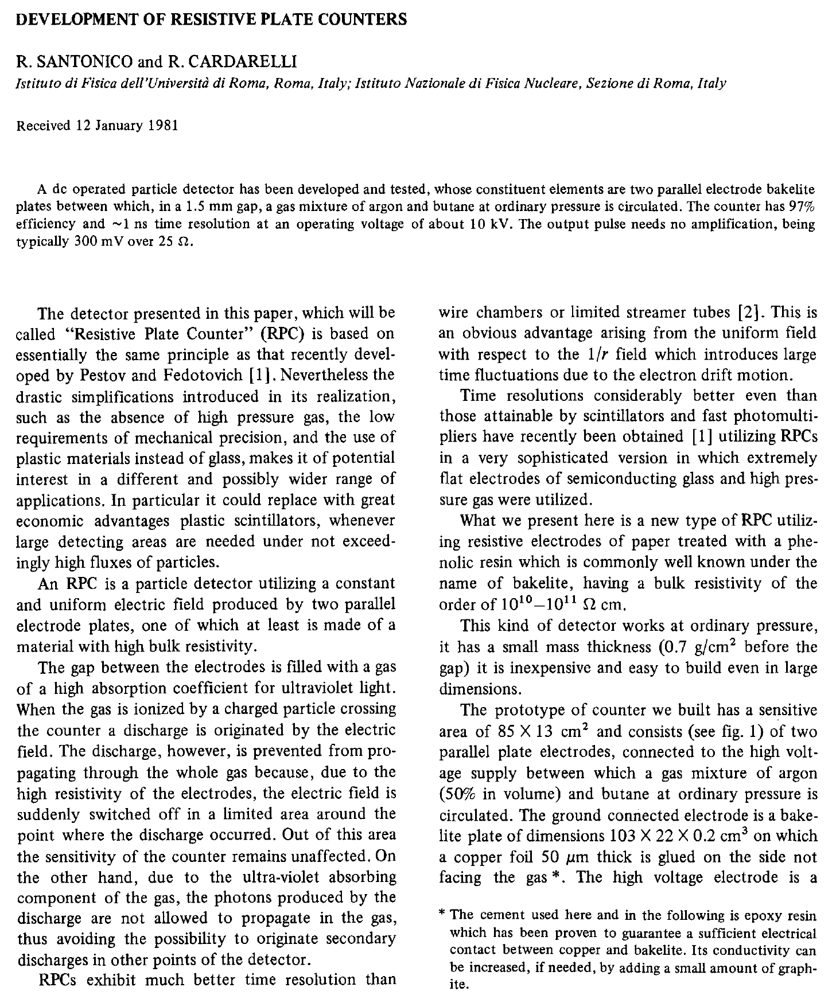 DEVELOPMENT OF RESISTIVE PLATE COUNTERS
R. SANTONICO and R. CARDARELLI
Istituto di Fisica dell'Università di Roma, Roma, Italy; Istituto Nazionale di Fisica Nucleare, Sezione di Roma, Italy
Received 12 January 1981
A dc operated particle detector has been developed and tested, whose constituent elements are two parallel electrode bakelite
plates between which, in a 1.5 mm gap, a gas mixture of argon and butane at ordinary pressure is circulated. The counter has 97%
efficiency and ~1 ns time resolution at an operating voltage of about 10 kV. The output pulse needs no amplification, being
typically 300 mV over 25 Ω.
The detector presented in this paper, which will be
called “Resistive Plate Counter” (RPC) is based on
essentially the same principle as that recently devel-
oped by Pestov and Fedotovich [1]. Nevertheless the
drastic simplifications introduced in its realization,
such as the absence of high pressure gas, the low
requirements of mechanical precision, and the use of
plastic materials instead of glass, makes it of potential
interest in a different and possibly wider range of
applications. In particular it could replace with great
economic advantages plastic scintillators, whenever
large detecting areas are needed under not exceed-
ingly high fluxes of particles.
An RPC is a particle detector utilizing a constant
and uniform electric field produced by two parallel
electrode plates, one of which at least is made of a
material with high bulk resistivity.
The gap between the electrodes is filled with a gas
of a high absorption coefficient for ultraviolet light.
When the gas is ionized by a charged particle crossing
the counter a discharge is originated by the electric
field. The discharge, however, is prevented from pro-
pagating through the whole gas because, due to the
high resistivity of the electrodes, the electric field is
suddenly switched off in a limited area around the
point where the discharge occurred. Out of this area
the sensitivity of the counter remains unaffected. On
the other hand, due to the ultra-violet absorbing
component of the gas, the photons produced by the
discharge are not allowed to propagate in the gas,
thus avoiding the possibility to originate secondary
discharges in other points of the detector.
RPCs exhibit much better time resolution than
wire chambers or limited streamer tubes [2]. This is
an obvious advantage arising from the uniform field
with respect to the 1/r field which introduces large
time fluctuations due to the electron drift motion.
Time resolutions considerably better even than
those attainable by scintillators and fast photomulti-
pliers have recently been obtained [1] utilizing RPCs
in a very sophisticated version in which extremely
flat electrodes of semiconducting glass and high pres-
sure gas were utilized.
What we present here is a new type of RPC utiliz-
ing resistive electrodes of paper treated with a phe-
nolic resin which is commonly well known under the
name of bakelite, having a bulk resistivity of the
order of 10¹⁰–10¹¹ Ω cm.
This kind of detector works at ordinary pressure,
it has a small mass thickness (0.7 g/cm² before the
gap) it is inexpensive and easy to build even in large
dimensions.
The prototype of counter we built has a sensitive
area of 85 X 13 cm² and consists (see fig. 1) of two
parallel plate electrodes, connected to the high volt-
age supply between which a gas mixture of argon
(50% in volume) and butane at ordinary pressure is
circulated. The ground connected electrode is a bake-
lite plate of dimensions 103 X 22 X 0.2 cm³ on which
a copper foil 50 μm thick is glued on the side not
facing the gas *. The high voltage electrode is a
* The cement used here and in the following is epoxy resin
which has been proven to guarantee a sufficient electrical
contact between copper and bakelite. Its conductivity can
be increased, if needed, by adding a small amount of graph-
ite.